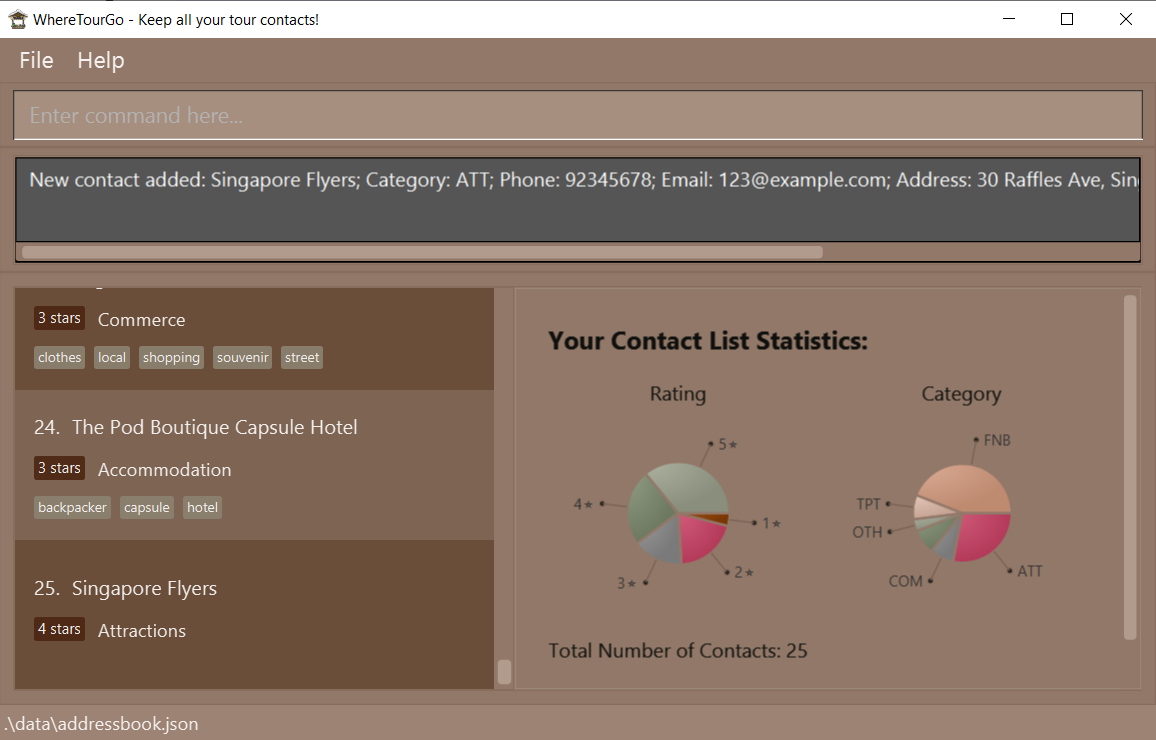 WhereTourGo - Keep all your tour contacts!
File Help
Enter command here...
New contact added: Singapore Flyers; Category: ATT; Phone: 92345678; Email: 123@example.com; Address: 30 Raffles Ave, Sin
3 stars Commerce
clothes local shopping souvenir street
24. The Pod Boutique Capsule Hotel
3 stars Accommodation
backpacker capsule hotel
25. Singapore Flyers
4 stars Attractions
Your Contact List Statistics:
Rating
5★
4★
1★
2★
3★
Category
FNB
TPT
OTH
ATT
COM
Total Number of Contacts: 25
.\data\addressbook.json